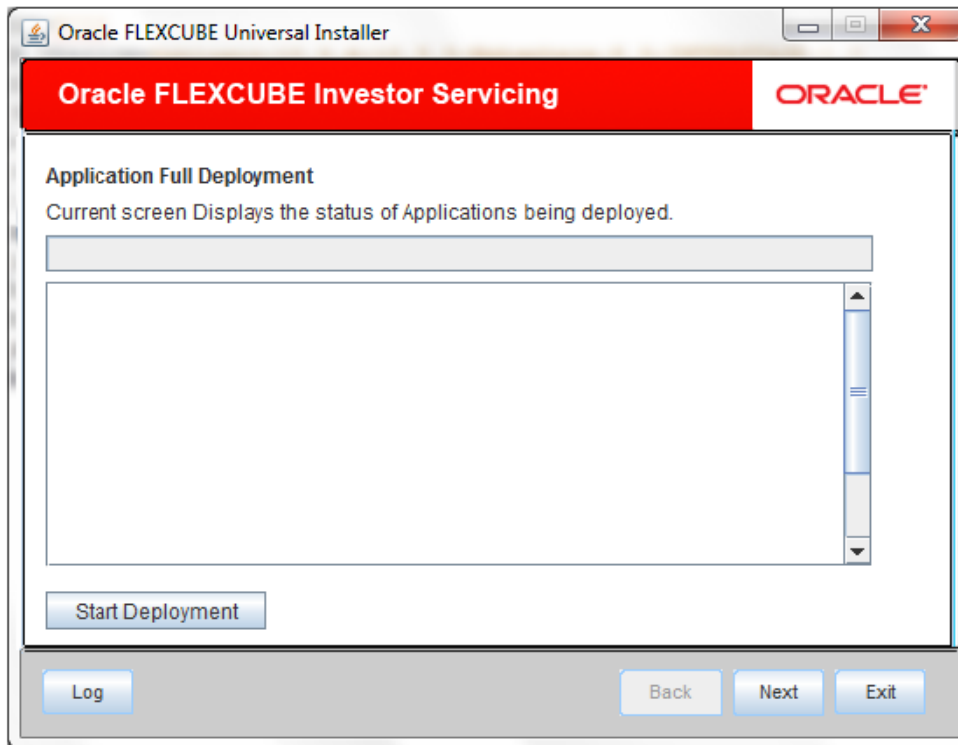 Oracle FLEXCUBE Universal Installer
Oracle FLEXCUBE Investor Servicing
ORACLE
Application Full Deployment
Current screen Displays the status of Applications being deployed.
Start Deployment
Log
Back
Next
Exit